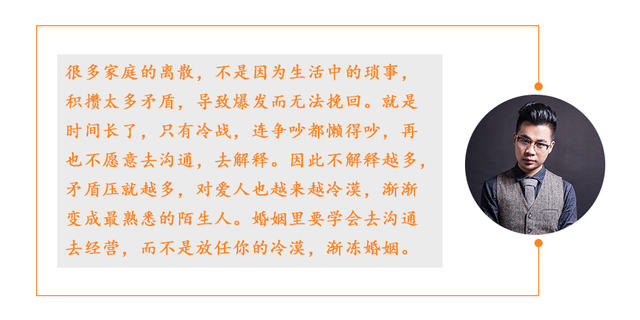 很多家庭的离散，不是因为生活中的琐事，
积攒太多矛盾，导致爆发而无法挽回。就是
时间长了，只有冷战，连争吵都懒得吵，再
也不愿意去沟通，去解释。因此不解释越多，
矛盾压就越多，对爱人也越来越冷漠，渐渐
变成最熟悉的陌生人。婚姻里要学会去沟通
去经营，而不是放任你的冷漠，渐冻婚姻。